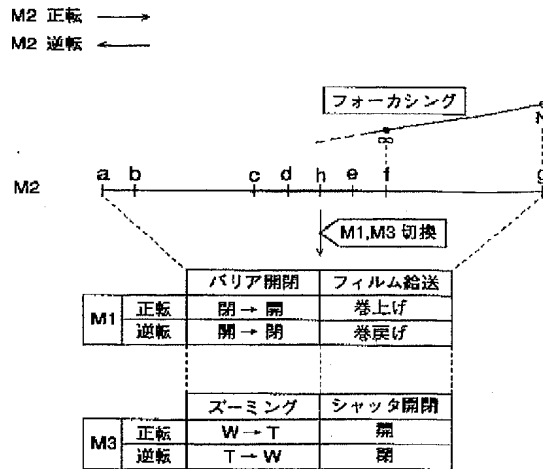 M2 正転
M2 逆転
フォーカシング
∞
N
a b c d h e f g
M2
M1,M3 切換
バリア開閉 フィルム給送
M1 正転 閉→開 巻上げ
逆転 開→閉 巻戻げ
ズーミング シャッタ開閉
M3 正転 W→T 開
逆転 T→W 閉